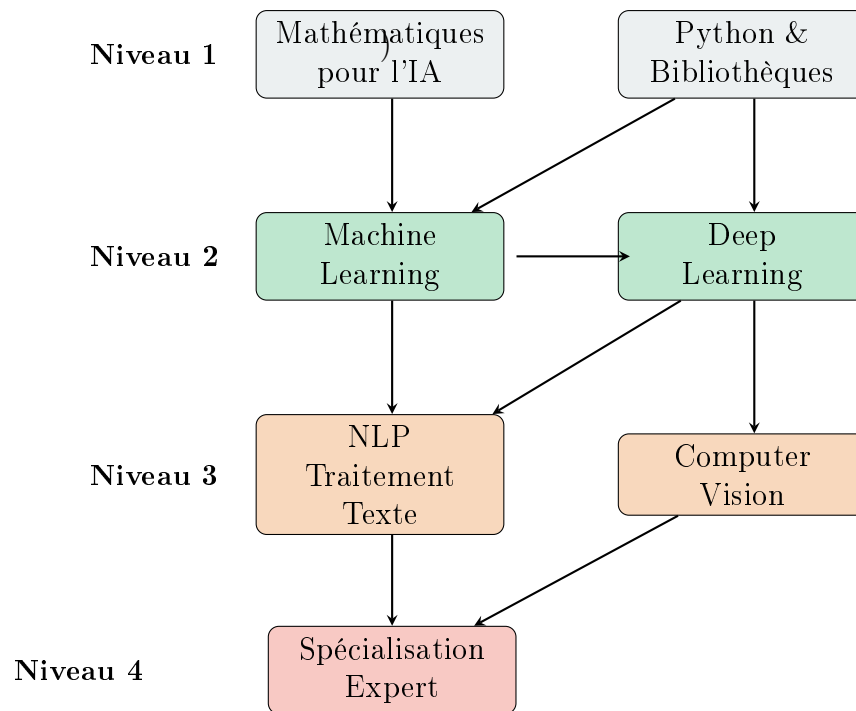 Niveau 1
Mathématiques
)
pour l'IA
Python &
Bibliothèques
Niveau 2
Machine
Learning
Deep
Learning
Niveau 3
NLP
Traitement
Texte
Computer
Vision
Niveau 4
Spécialisation
Expert